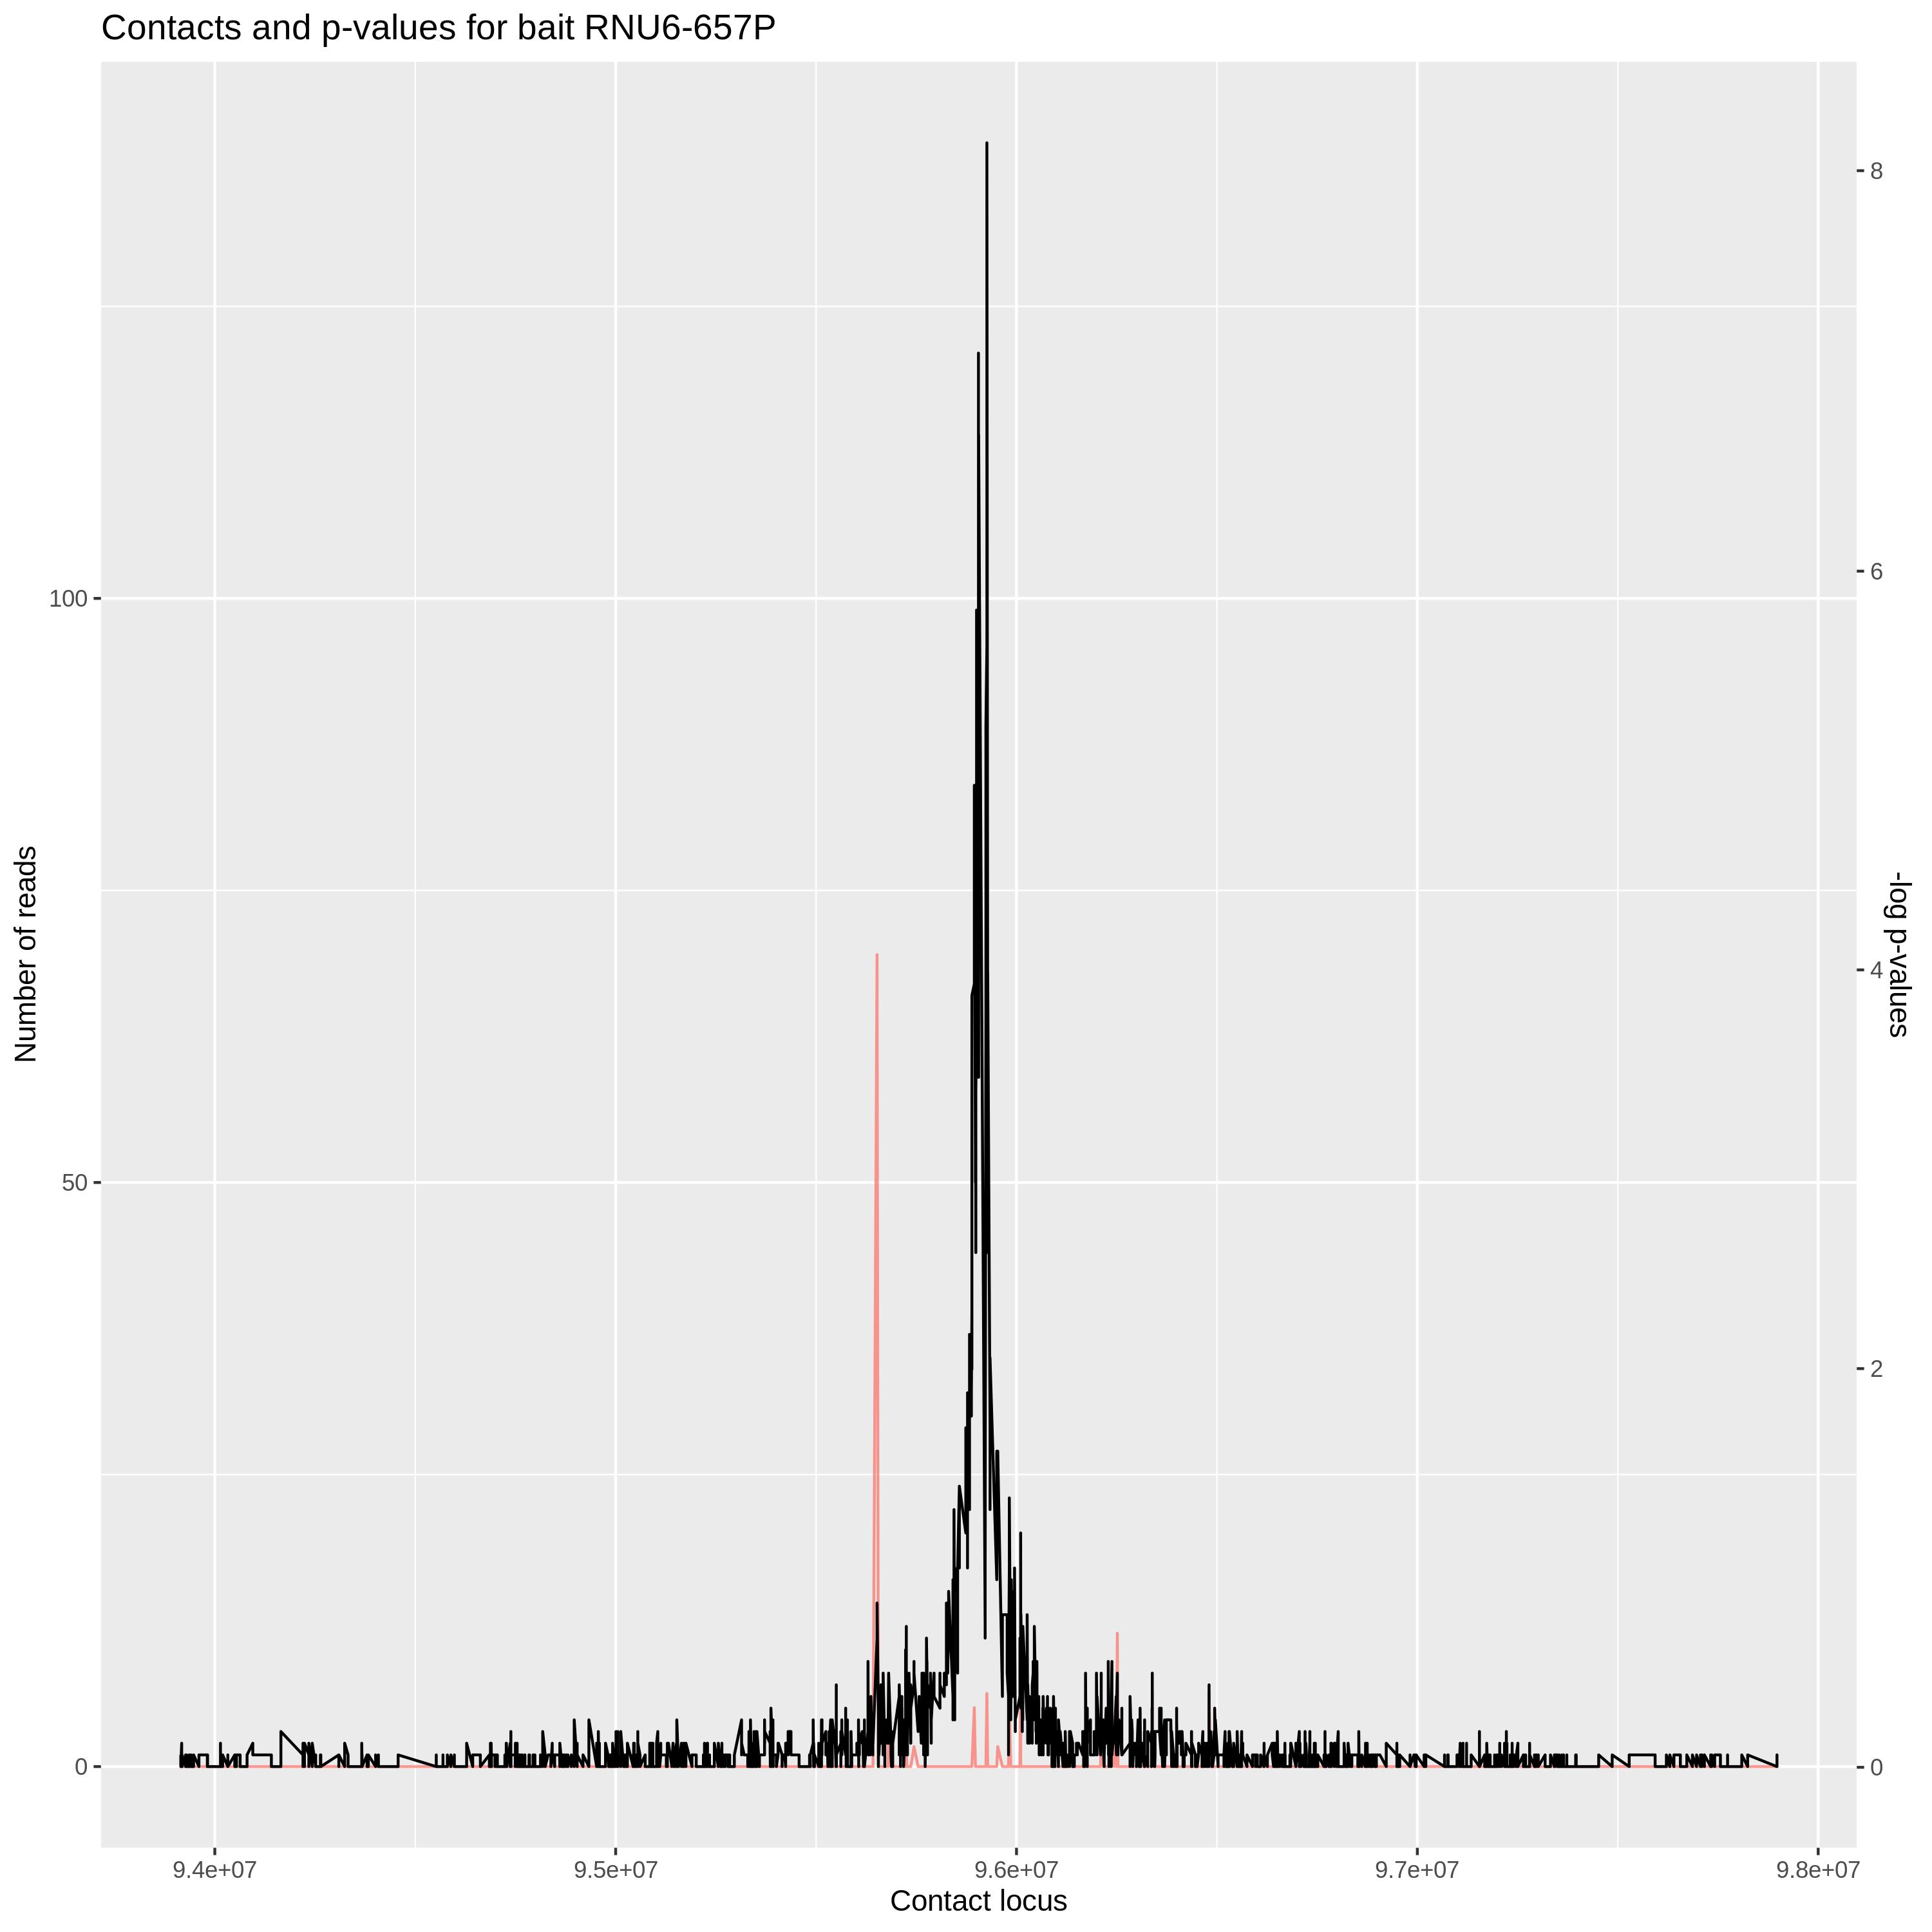 Contacts and p-values for bait RNU6-657P
Number of reads
100
50
0
8
6
4
2
0
-log p-values
9.4e+07
9.5e+07
9.6e+07
9.7e+07
9.8e+07
Contact locus